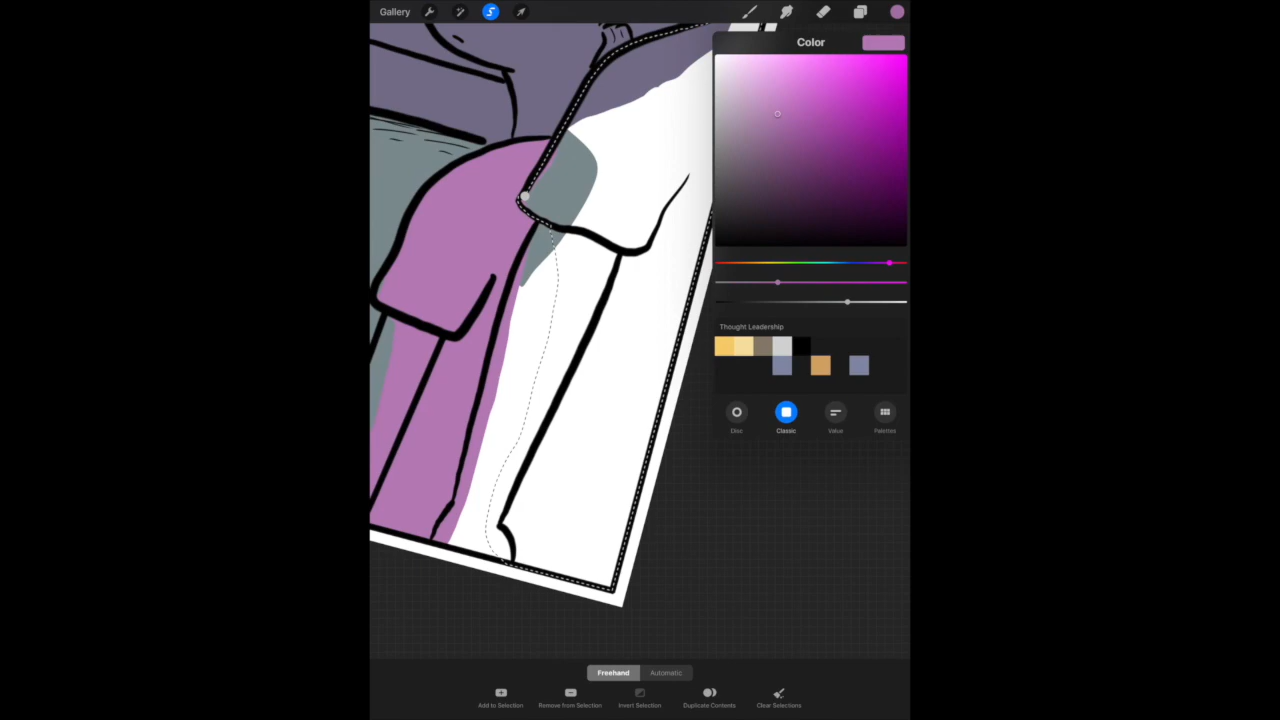 Gallery
Color
Thought Leadership
Disc Classic Value Palettes
Freehand Automatic
Add to Selection Remove from Selection Invert Selection Duplicate Contents Clear Selections